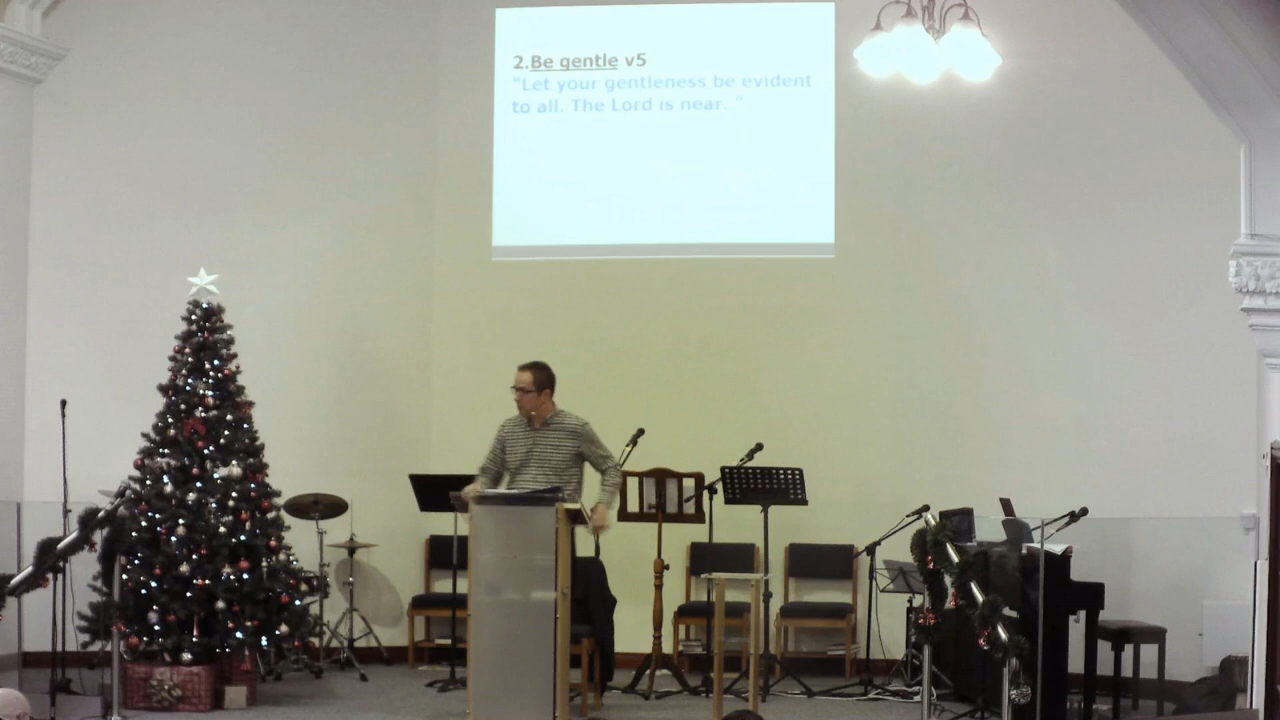 2.Be gentle v5
"Let your gentleness be evident
to all. The Lord is near. "